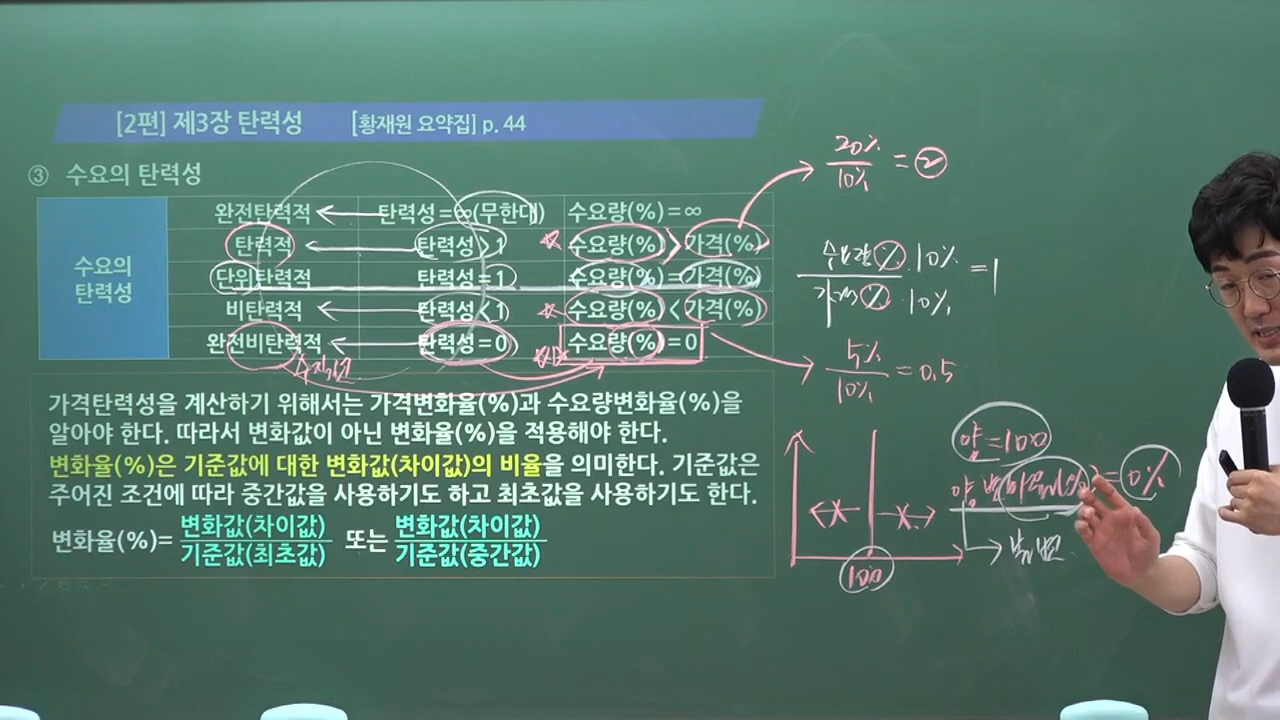 [2편] 제3장 탄력성 [황재원 요약집] p. 44
③ 수요의 탄력성
수요의
탄력성
완전탄력적 탄력성=∞(무한대) 수요량(%)=∞
탄력적 탄력성>1 수요량(%)>가격(%)
단위탄력적 탄력성=1 수요량(%)=가격(%)
비탄력적 탄력성<1 수요량(%)<가격(%)
완전비탄력적 탄력성=0 수요량(%)=0
수직선
가격탄력성을 계산하기 위해서는 가격변화율(%)과 수요량변화율(%)을
알아야 한다. 따라서 변화값이 아닌 변화율(%)을 적용해야 한다.
변화율(%)은 기준값에 대한 변화값(차이값)의 비율을 의미한다. 기준값은
주어진 조건에 따라 중간값을 사용하기도 하고 최초값을 사용하기도 한다.
변화율(%)= 변화값(차이값) 또는 변화값(차이값)
기준값(최초값) 기준값(중간값)
20%
10% = 2
수요량% 10% =1
가격% 10%
5%
10% =0.5
양=100
=0%
100